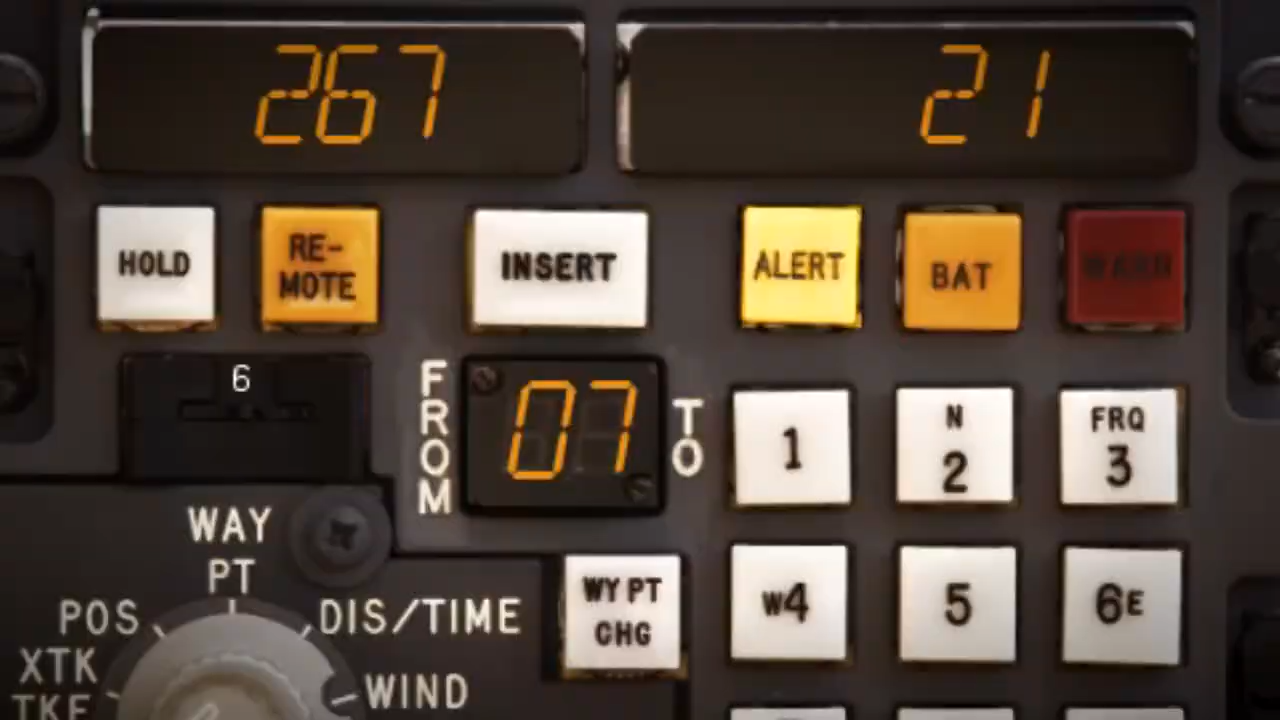 267 21
HOLD RE-
MOTE INSERT ALERT BAT WARN
6
FROM 07 TO
1 N
2 FRQ
3
WAY
PT
POS DIS/TIME
XTK
TKE WIND
WY PT
CHG
W4 5 6E